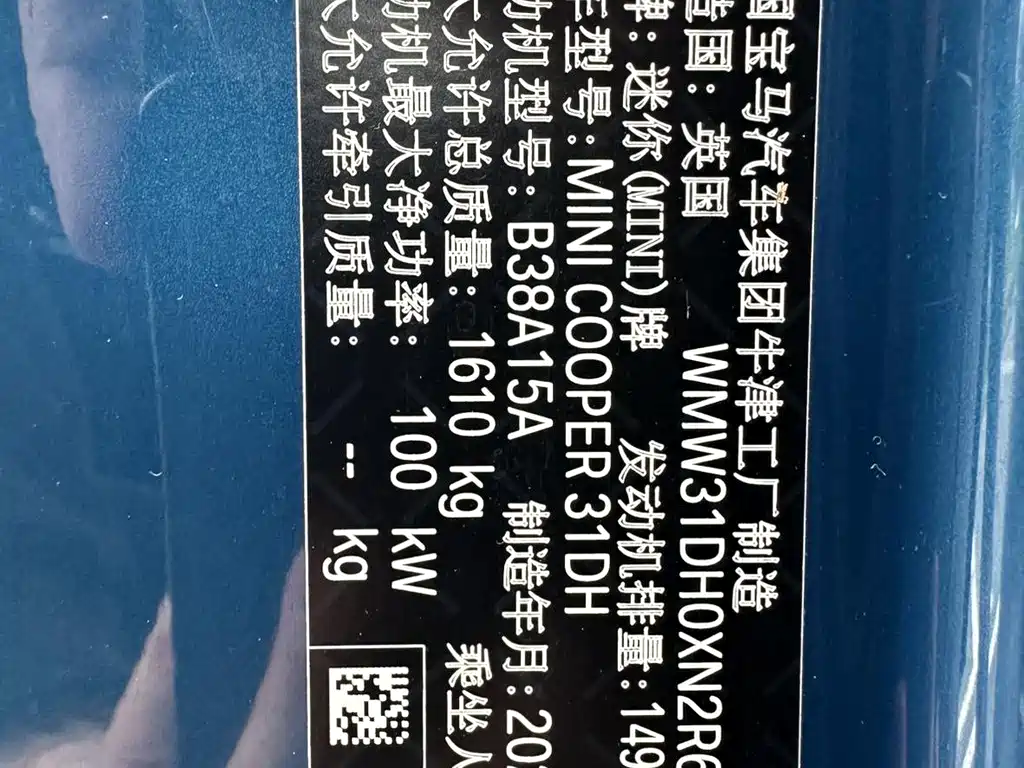 国宝马汽车集团牛津工厂制造
造国: 英国 WMW31DH0XN2R6
牌: 迷你(MINI)牌 发动机排量: 149
车型号: MINI COOPER 31DH
动机型号: B38A15A 制造年月: 202
大允许总质量: 1610 kg 乘坐人
动机最大净功率: 100 kW
大允许牵引质量: -- kg